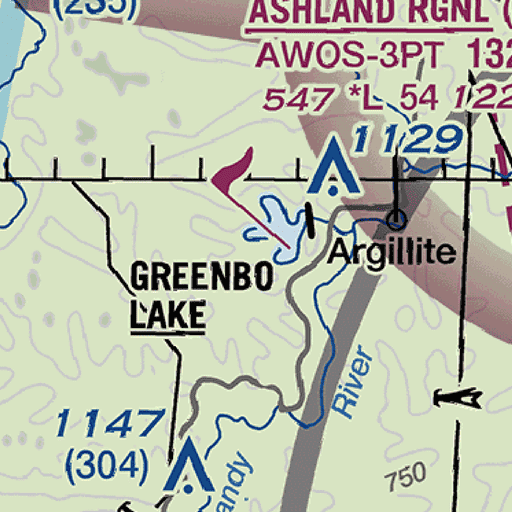 (235)
ASHLAND RGNL (
AWOS-3PT 132
547 *L 54 122
1129
Argillite
GREENBO
LAKE
River
1147
(304)
andy
750